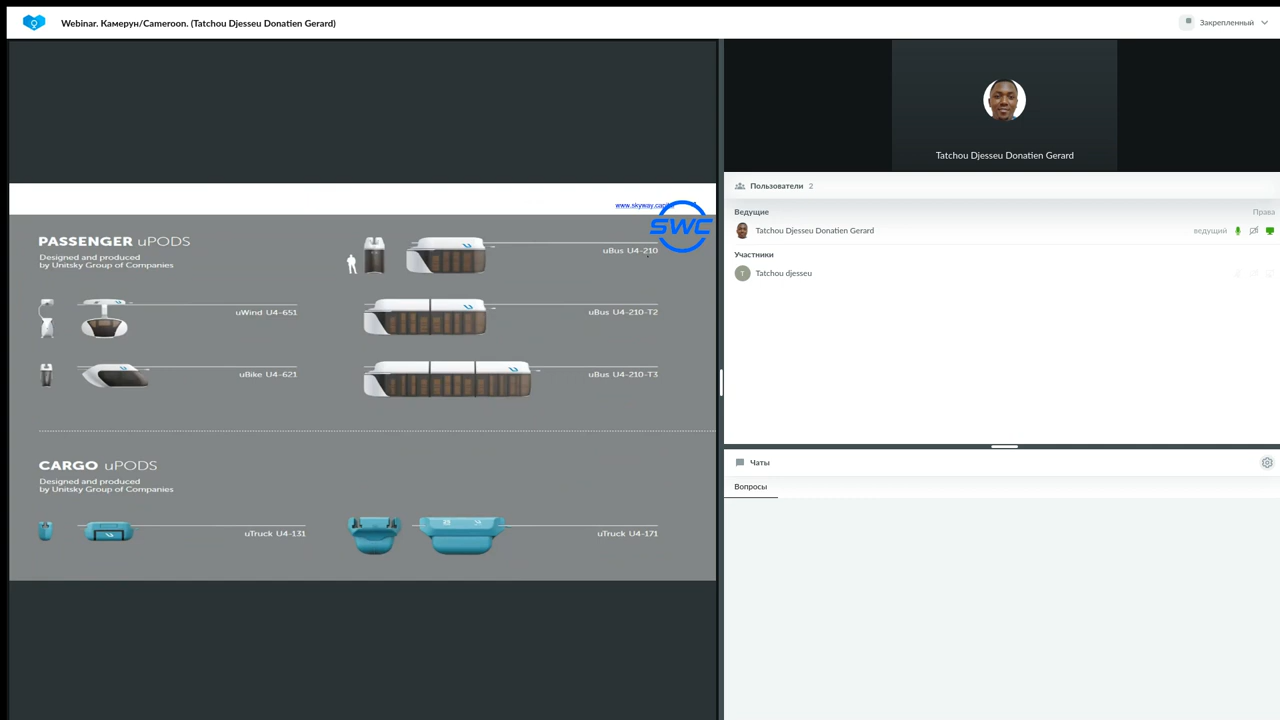 Webinar. Камерун/Cameroon. (Tatchou Djesseu Donatien Gerard)
Закрепленный
www.skyway.capital
SWC
PASSENGER uPODS
Designed and produced
by Unitsky Group of Companies
uBus U4-210
uWind U4-651
uBus U4-210-T2
uBike U4-621
uBus U4-210-T3
CARGO uPODS
Designed and produced
by Unitsky Group of Companies
uTruck U4-131
uTruck U4-171
Tatchou Djesseu Donatien Gerard
Пользователи 2
Ведущие
Права
Tatchou Djesseu Donatien Gerard
ведущий
Участники
T
Tatchou djesseu
Чаты
Вопросы